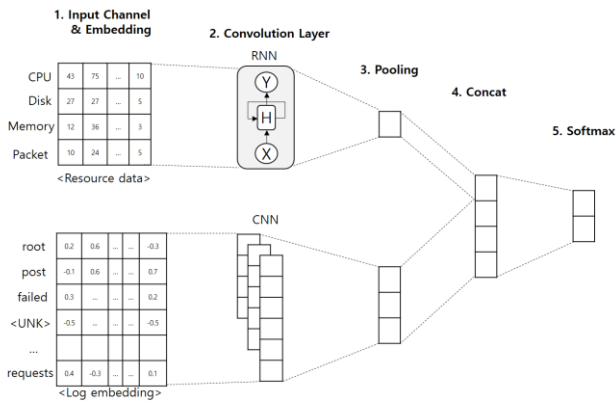 1. Input Channel
& Embedding
2. Convolution Layer
RNN
3. Pooling
4. Concat
5. Softmax
CPU 43 75 ... 10
Disk 27 27 ... 5
Memory 12 36 ... 3
Packet 10 24 ... 5
<Resource data>
Y
H
X
CNN
root 0.2 0.6 ... ... -0.3
post -0.1 0.6 ... ... 0.7
failed 0.3 ... ... ... 0.2
<UNK> -0.5 ... ... ... -0.5
...
requests 0.4 -0.3 ... ... 0.1
<Log embedding>